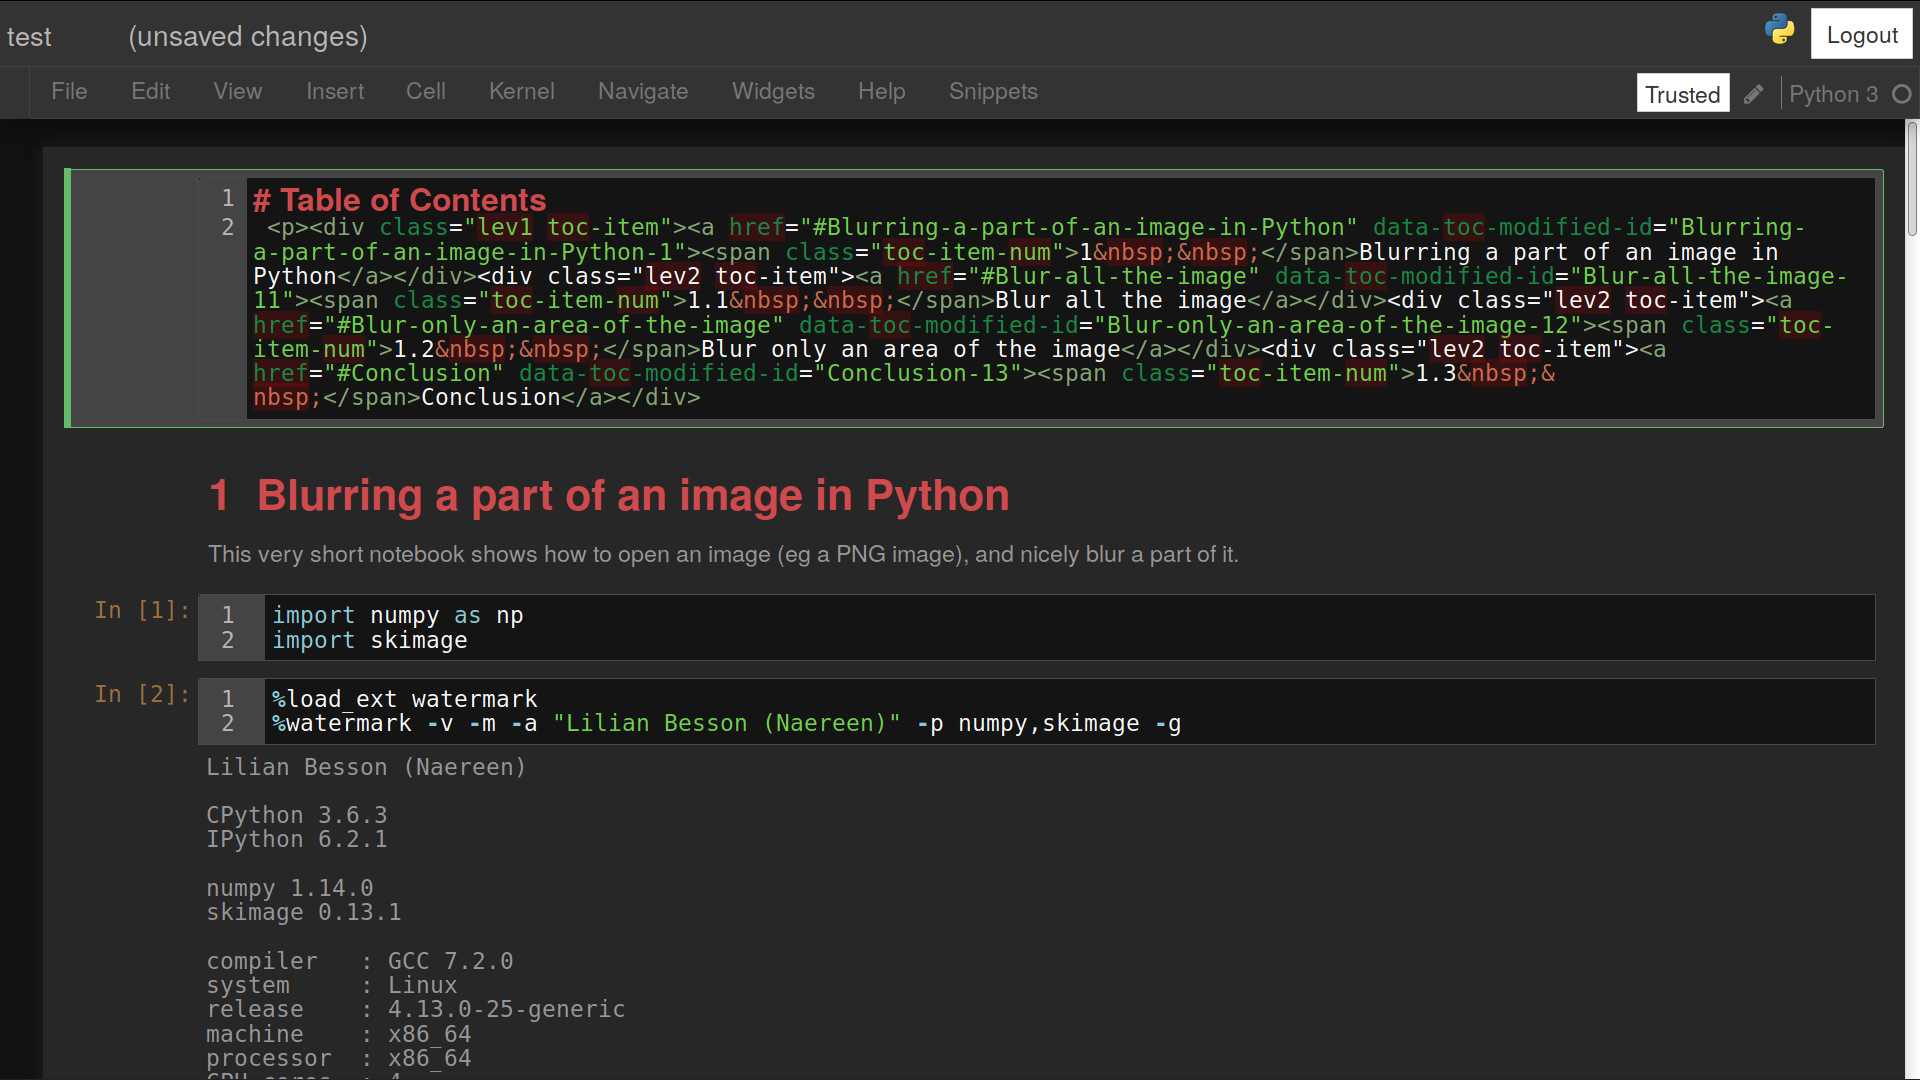 test (unsaved changes) Logout
File Edit View Insert Cell Kernel Navigate Widgets Help Snippets Trusted Python 3
1 # Table of Contents
2 <p><div class="lev1 toc-item"><a href="#Blurring-a-part-of-an-image-in-Python" data-toc-modified-id="Blurring-
a-part-of-an-image-in-Python-1"><span class="toc-item-num">1&nbsp;&nbsp;</span>Blurring a part of an image in
Python</a></div><div class="lev2 toc-item"><a href="#Blur-all-the-image" data-toc-modified-id="Blur-all-the-image-
11"><span class="toc-item-num">1.1&nbsp;&nbsp;</span>Blur all the image</a></div><div class="lev2 toc-item"><a
href="#Blur-only-an-area-of-the-image" data-toc-modified-id="Blur-only-an-area-of-the-image-12"><span class="toc-
item-num">1.2&nbsp;&nbsp;</span>Blur only an area of the image</a></div><div class="lev2 toc-item"><a
href="#Conclusion" data-toc-modified-id="Conclusion-13"><span class="toc-item-num">1.3&nbsp;&
nbsp;</span>Conclusion</a></div>
1 Blurring a part of an image in Python
This very short notebook shows how to open an image (eg a PNG image), and nicely blur a part of it.
In [1]: 1 import numpy as np
2 import skimage
In [2]: 1 %load_ext watermark
2 %watermark -v -m -a "Lilian Besson (Naereen)" -p numpy,skimage -g
Lilian Besson (Naereen)
CPython 3.6.3
IPython 6.2.1
numpy 1.14.0
skimage 0.13.1
compiler : GCC 7.2.0
system : Linux
release : 4.13.0-25-generic
machine : x86_64
processor : x86_64